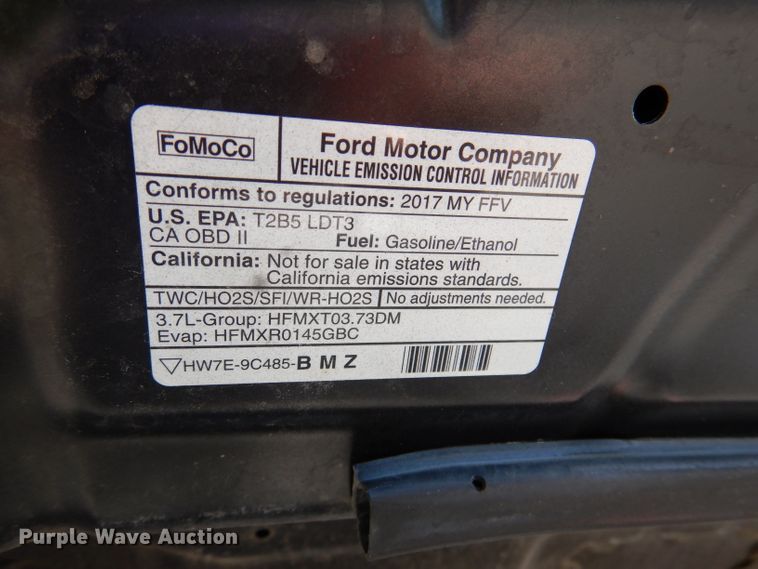 FoMoCo
Ford Motor Company
VEHICLE EMISSION CONTROL INFORMATION
Conforms to regulations: 2017 MY FFV
U.S. EPA: T2B5 LDT3
CA OBD II Fuel: Gasoline/Ethanol
California: Not for sale in states with
California emissions standards.
TWC/HO2S/SFI/WR-HO2S No adjustments needed.
3.7L-Group: HFMXT03.73DM
Evap: HFMXR0145GBC
HW7E-9C485-B M Z
Purple Wave Auction®